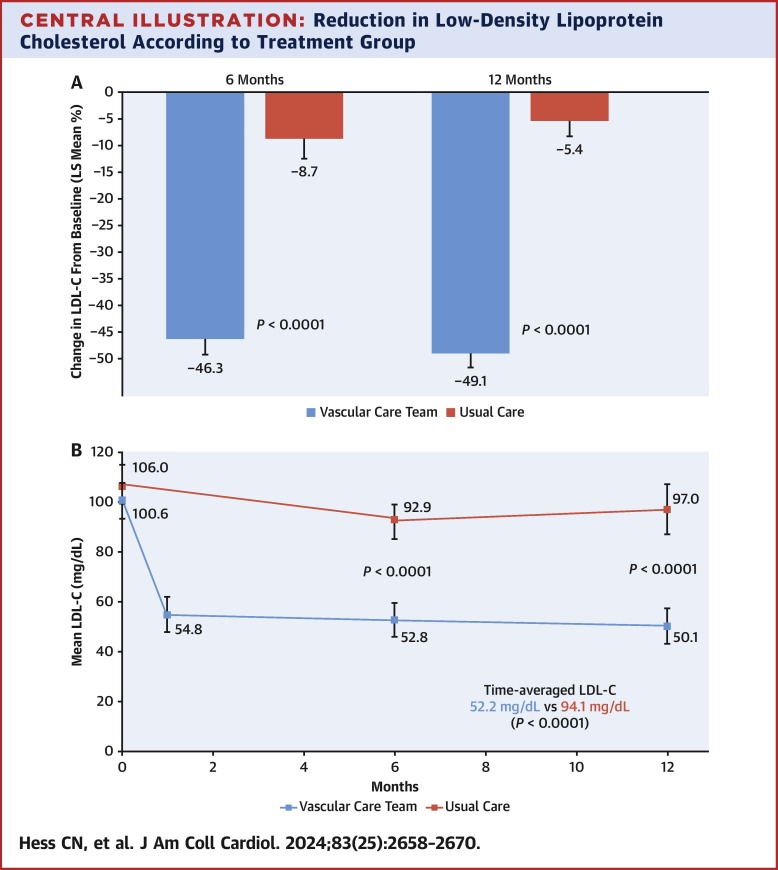 CENTRAL ILLUSTRATION: Reduction in Low-Density Lipoprotein
Cholesterol According to Treatment Group
A
6 Months
12 Months
Change in LDL-C From Baseline (LS Mean %)
0
−5
−10
−15
−20
−25
−30
−35
−40
−45
−50
−8.7
−5.4
P < 0.0001
P < 0.0001
−46.3
−49.1
Vascular Care Team
Usual Care
B
Mean LDL-C (mg/dL)
120
100
80
60
40
20
0
106.0
100.6
92.9
97.0
P < 0.0001
P < 0.0001
54.8
52.8
50.1
Time-averaged LDL-C
52.2 mg/dL vs 94.1 mg/dL
(P < 0.0001)
0
2
4
6
8
10
12
Months
Vascular Care Team
Usual Care
Hess CN, et al. J Am Coll Cardiol. 2024;83(25):2658–2670.